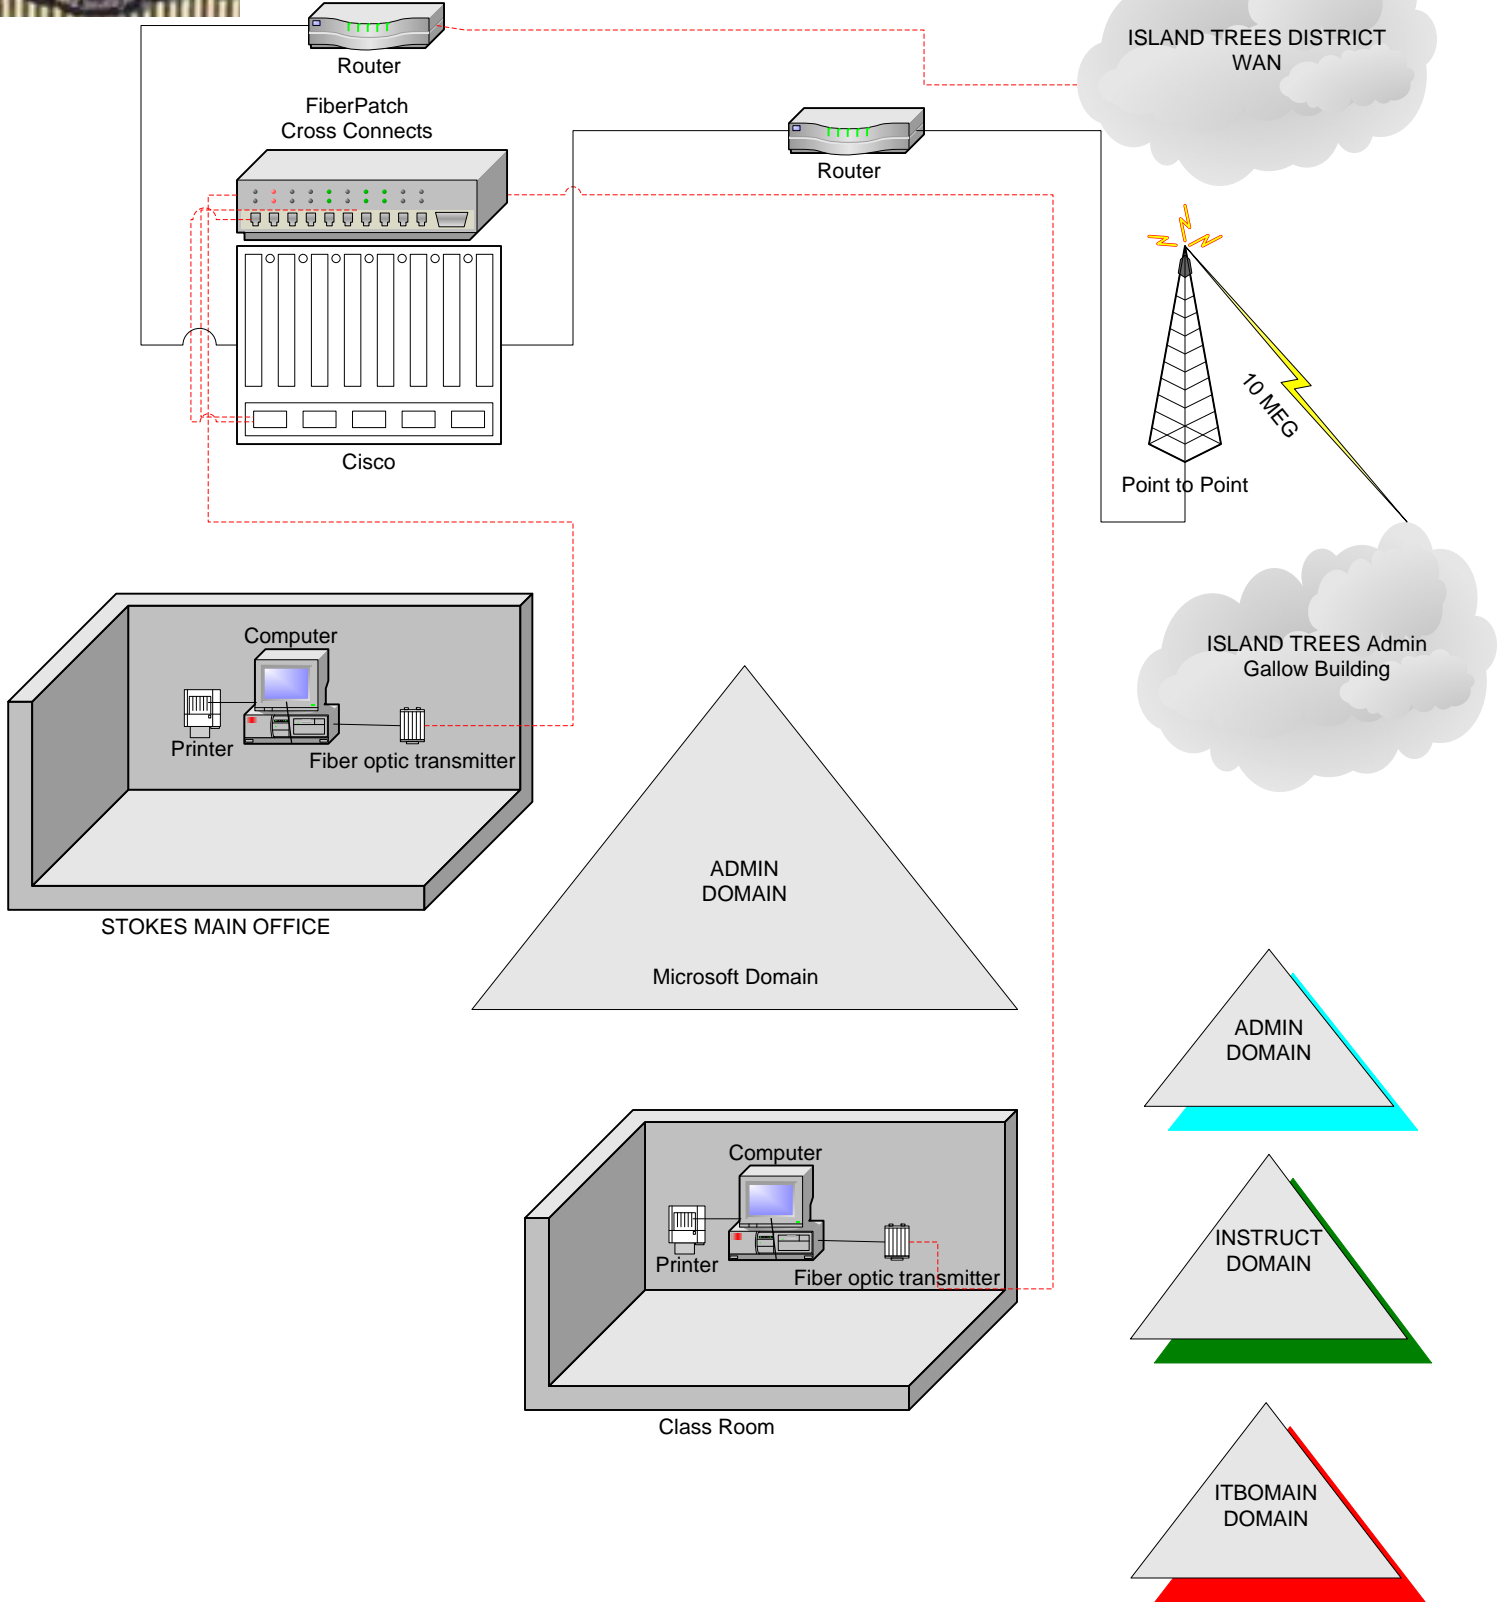 ISLAND TREES DISTRICT
WAN
Router
FiberPatch
Cross Connects
Router
10 MEG
Cisco
Point to Point
Computer
Printer
Fiber optic transmitter
STOKES MAIN OFFICE
ISLAND TREES Admin
Gallow Building
ADMIN
DOMAIN
Microsoft Domain
ADMIN
DOMAIN
Computer
Printer
Fiber optic transmitter
Class Room
INSTRUCT
DOMAIN
ITBOMAIN
DOMAIN